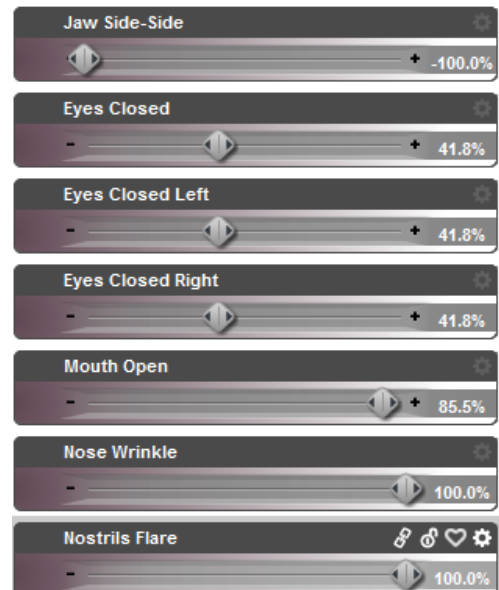 Jaw Side-Side
+ -100.0%
Eyes Closed
- + 41.8%
Eyes Closed Left
- + 41.8%
Eyes Closed Right
- + 41.8%
Mouth Open
- + 85.5%
Nose Wrinkle
- 100.0%
Nostrils Flare
- 100.0%